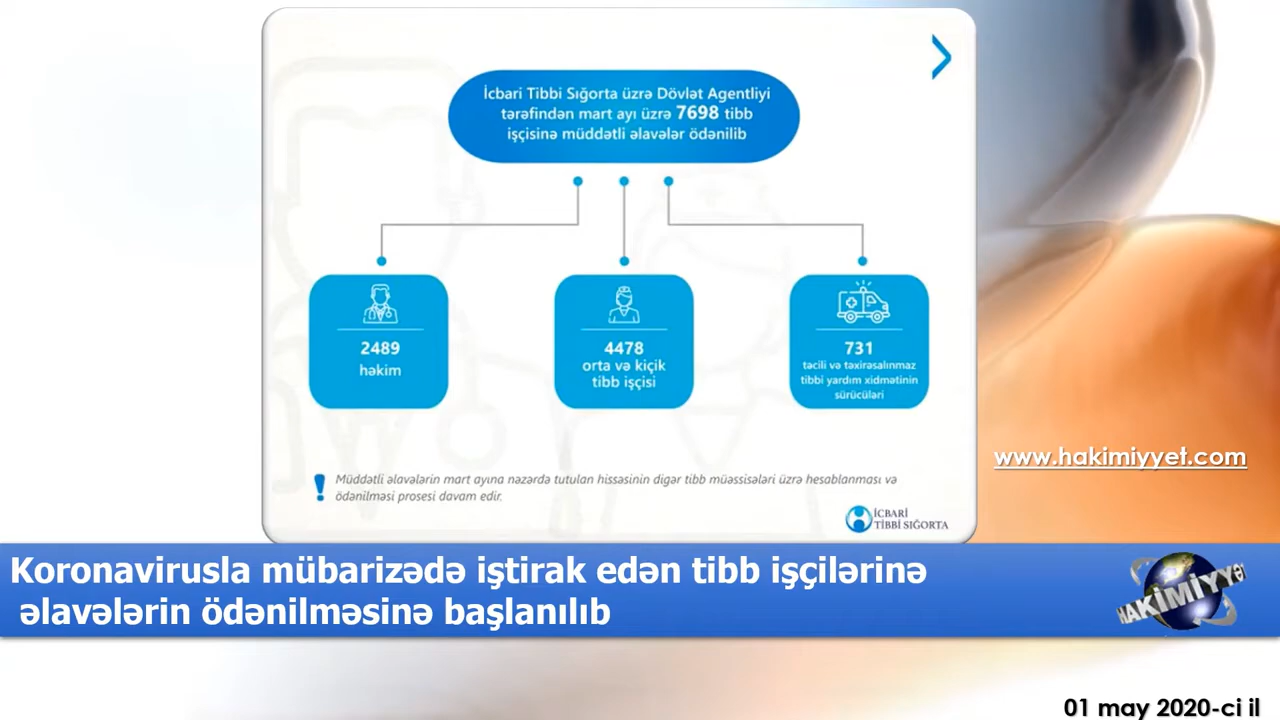 İcbari Tibbi Sığorta üzrə Dövlət Agentliyi
tərəfindən mart ayı üzrə 7698 tibb
işçisinə müddətli əlavələr ödənilib
2489
həkim
4478
orta və kiçik
tibb işçisi
731
təcili və təxirəsalınmaz
tibbi yardım xidmətinin
sürücüləri
www.hakimiyyet.com
Müddətli əlavələrin mart ayına nəzərdə tutulan hissəsinin digər tibb müəssisələri üzrə hesablanması və
ödənilməsi prosesi davam edir.
İCBARİ
TİBBİ SIĞORTA
Koronavirusla mübarizədə iştirak edən tibb işçilərinə
əlavələrin ödənilməsinə başlanılıb
HAKİMİYYƏT
01 may 2020-ci il